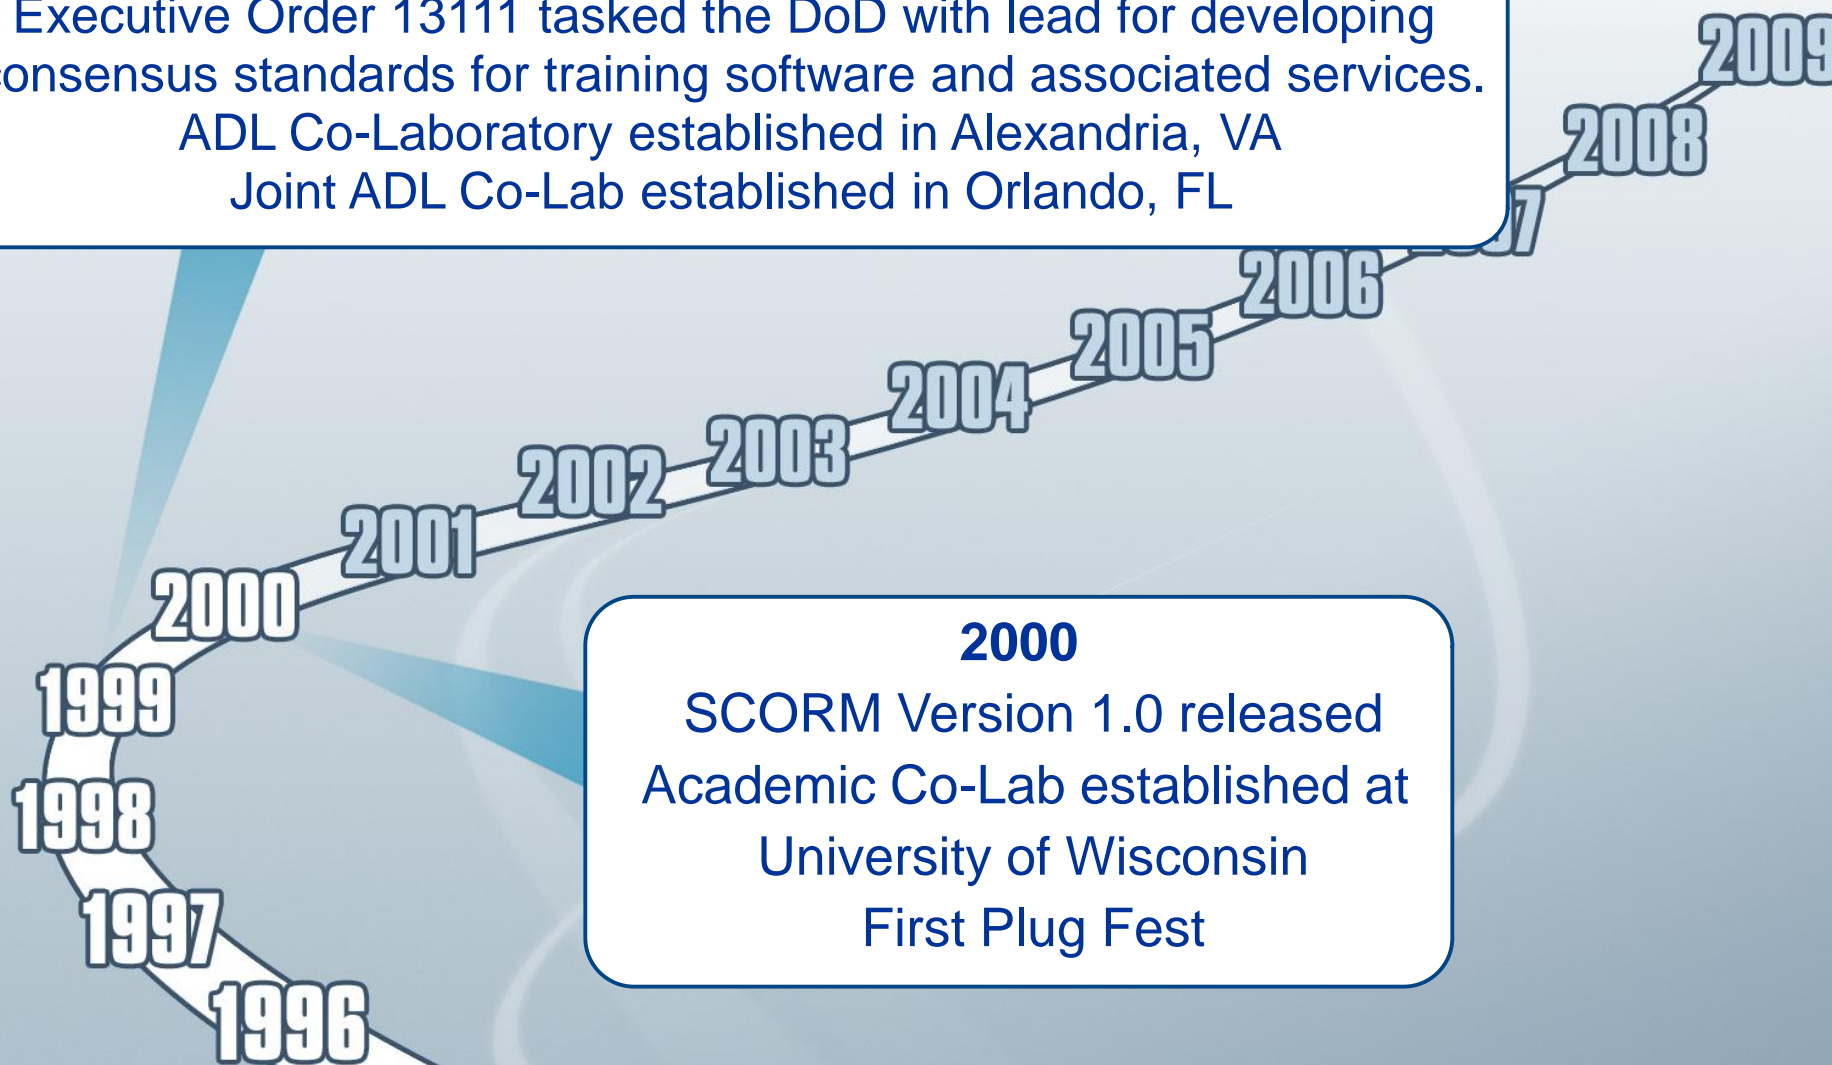 Executive Order 13111 tasked the DoD with lead for developing
consensus standards for training software and associated services.
ADL Co-Laboratory established in Alexandria, VA
Joint ADL Co-Lab established in Orlando, FL
2009
2008
2006
2005
2004
2003
2002
2001
2000
1999
1998
1997
1996
2000
SCORM Version 1.0 released
Academic Co-Lab established at
University of Wisconsin
First Plug Fest